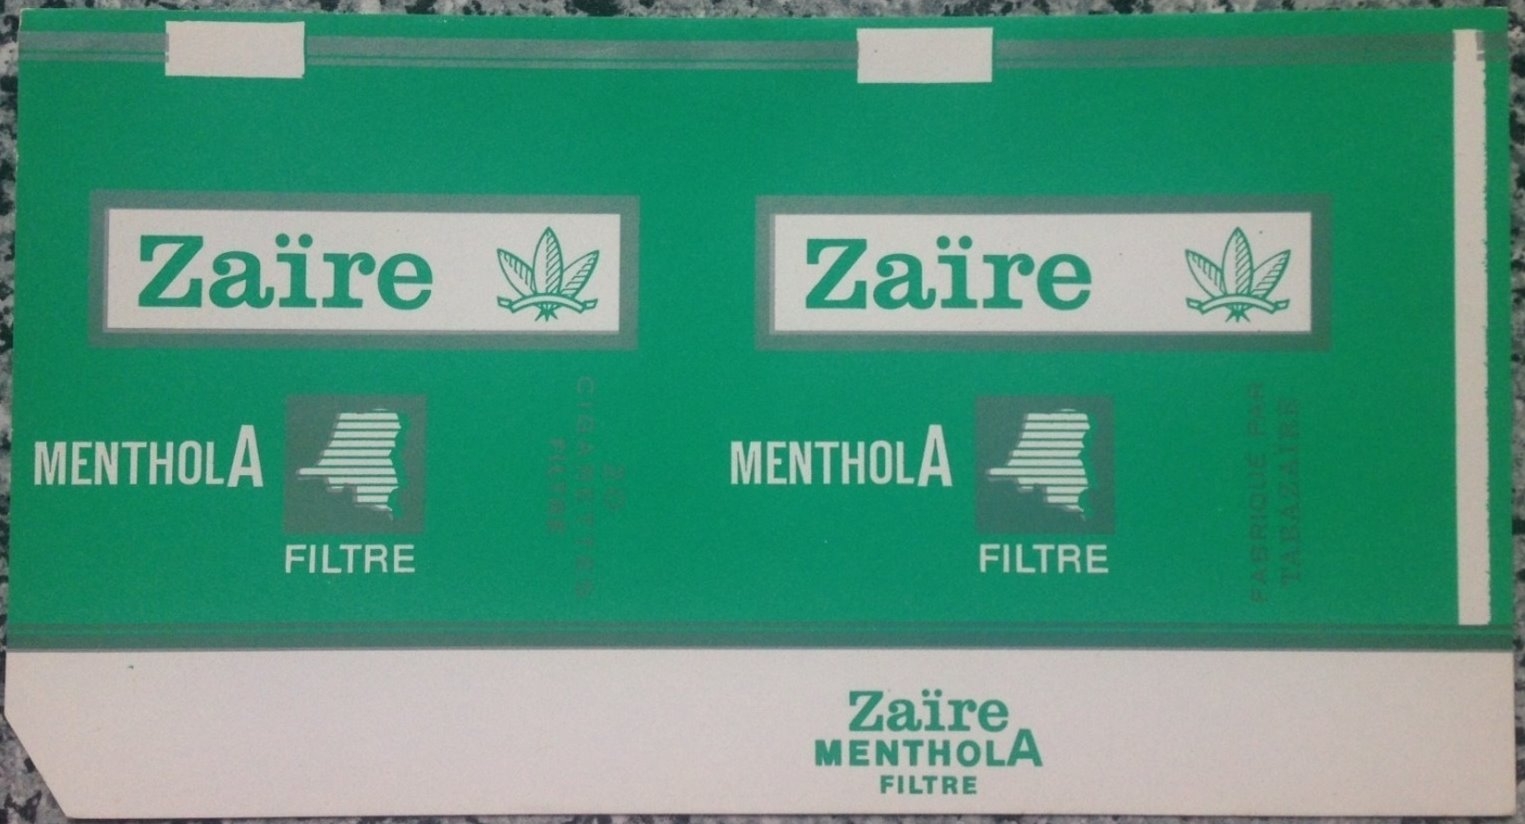 Zaïre
MENTHOLA
FILTRE
20
CIGARETTES
FILTRE
Zaïre
MENTHOLA
FILTRE
FABRIQUÉ PAR
TABAZAIRE
Zaïre
MENTHOLA
FILTRE